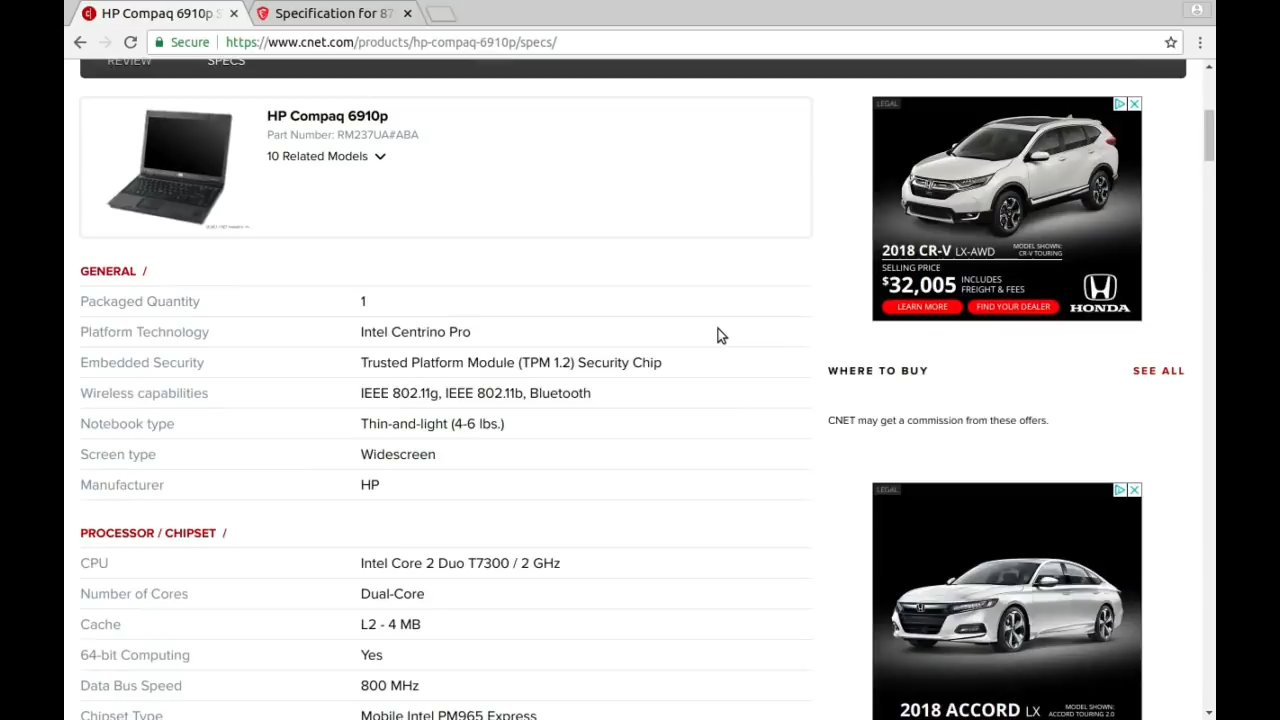 HP Compaq 6910p S
Specification for 87
Secure
https://www.cnet.com/products/hp-compaq-6910p/specs/
REVIEW
SPECS
HP Compaq 6910p
Part Number: RM237UA#ABA
10 Related Models
GENERAL /
Packaged Quantity 1
Platform Technology Intel Centrino Pro
Embedded Security Trusted Platform Module (TPM 1.2) Security Chip
Wireless capabilities IEEE 802.11g, IEEE 802.11b, Bluetooth
Notebook type Thin-and-light (4-6 lbs.)
Screen type Widescreen
Manufacturer HP
PROCESSOR / CHIPSET /
CPU Intel Core 2 Duo T7300 / 2 GHz
Number of Cores Dual-Core
Cache L2 - 4 MB
64-bit Computing Yes
Data Bus Speed 800 MHz
Chipset Type Mobile Intel PM965 Express
LEGAL
2018 CR-V LX-AWD
MODEL SHOWN:
CR-V TOURING
SELLING PRICE
$32,005 INCLUDES
FREIGHT & FEES
LEARN MORE
FIND YOUR DEALER
HONDA
WHERE TO BUY
SEE ALL
CNET may get a commission from these offers.
LEGAL
2018 ACCORD LX
MODEL SHOWN:
ACCORD TOURING 2.0